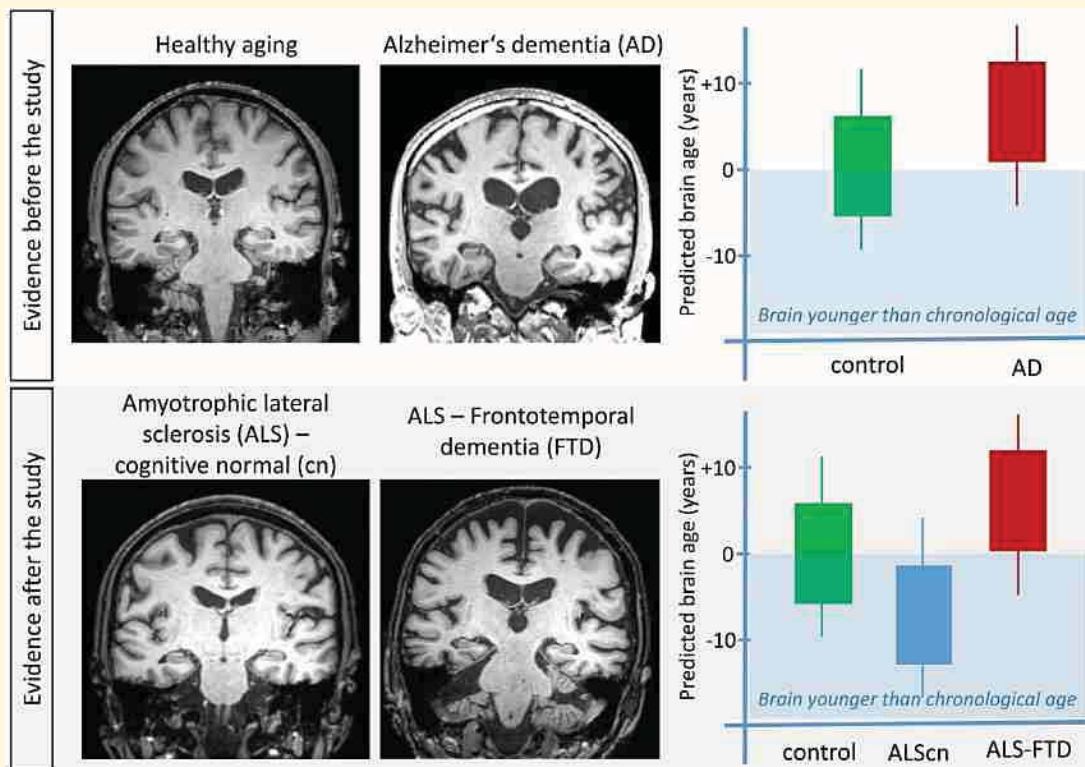 Evidence before the study
Healthy aging
Alzheimer's dementia (AD)
Predicted brain age (years)
+10
0
-10
Brain younger than chronological age
control
AD
Evidence after the study
Amyotrophic lateral
sclerosis (ALS) –
cognitive normal (cn)
ALS – Frontotemporal
dementia (FTD)
Predicted brain age (years)
+10
0
-10
Brain younger than chronological age
control
ALScn
ALS-FTD